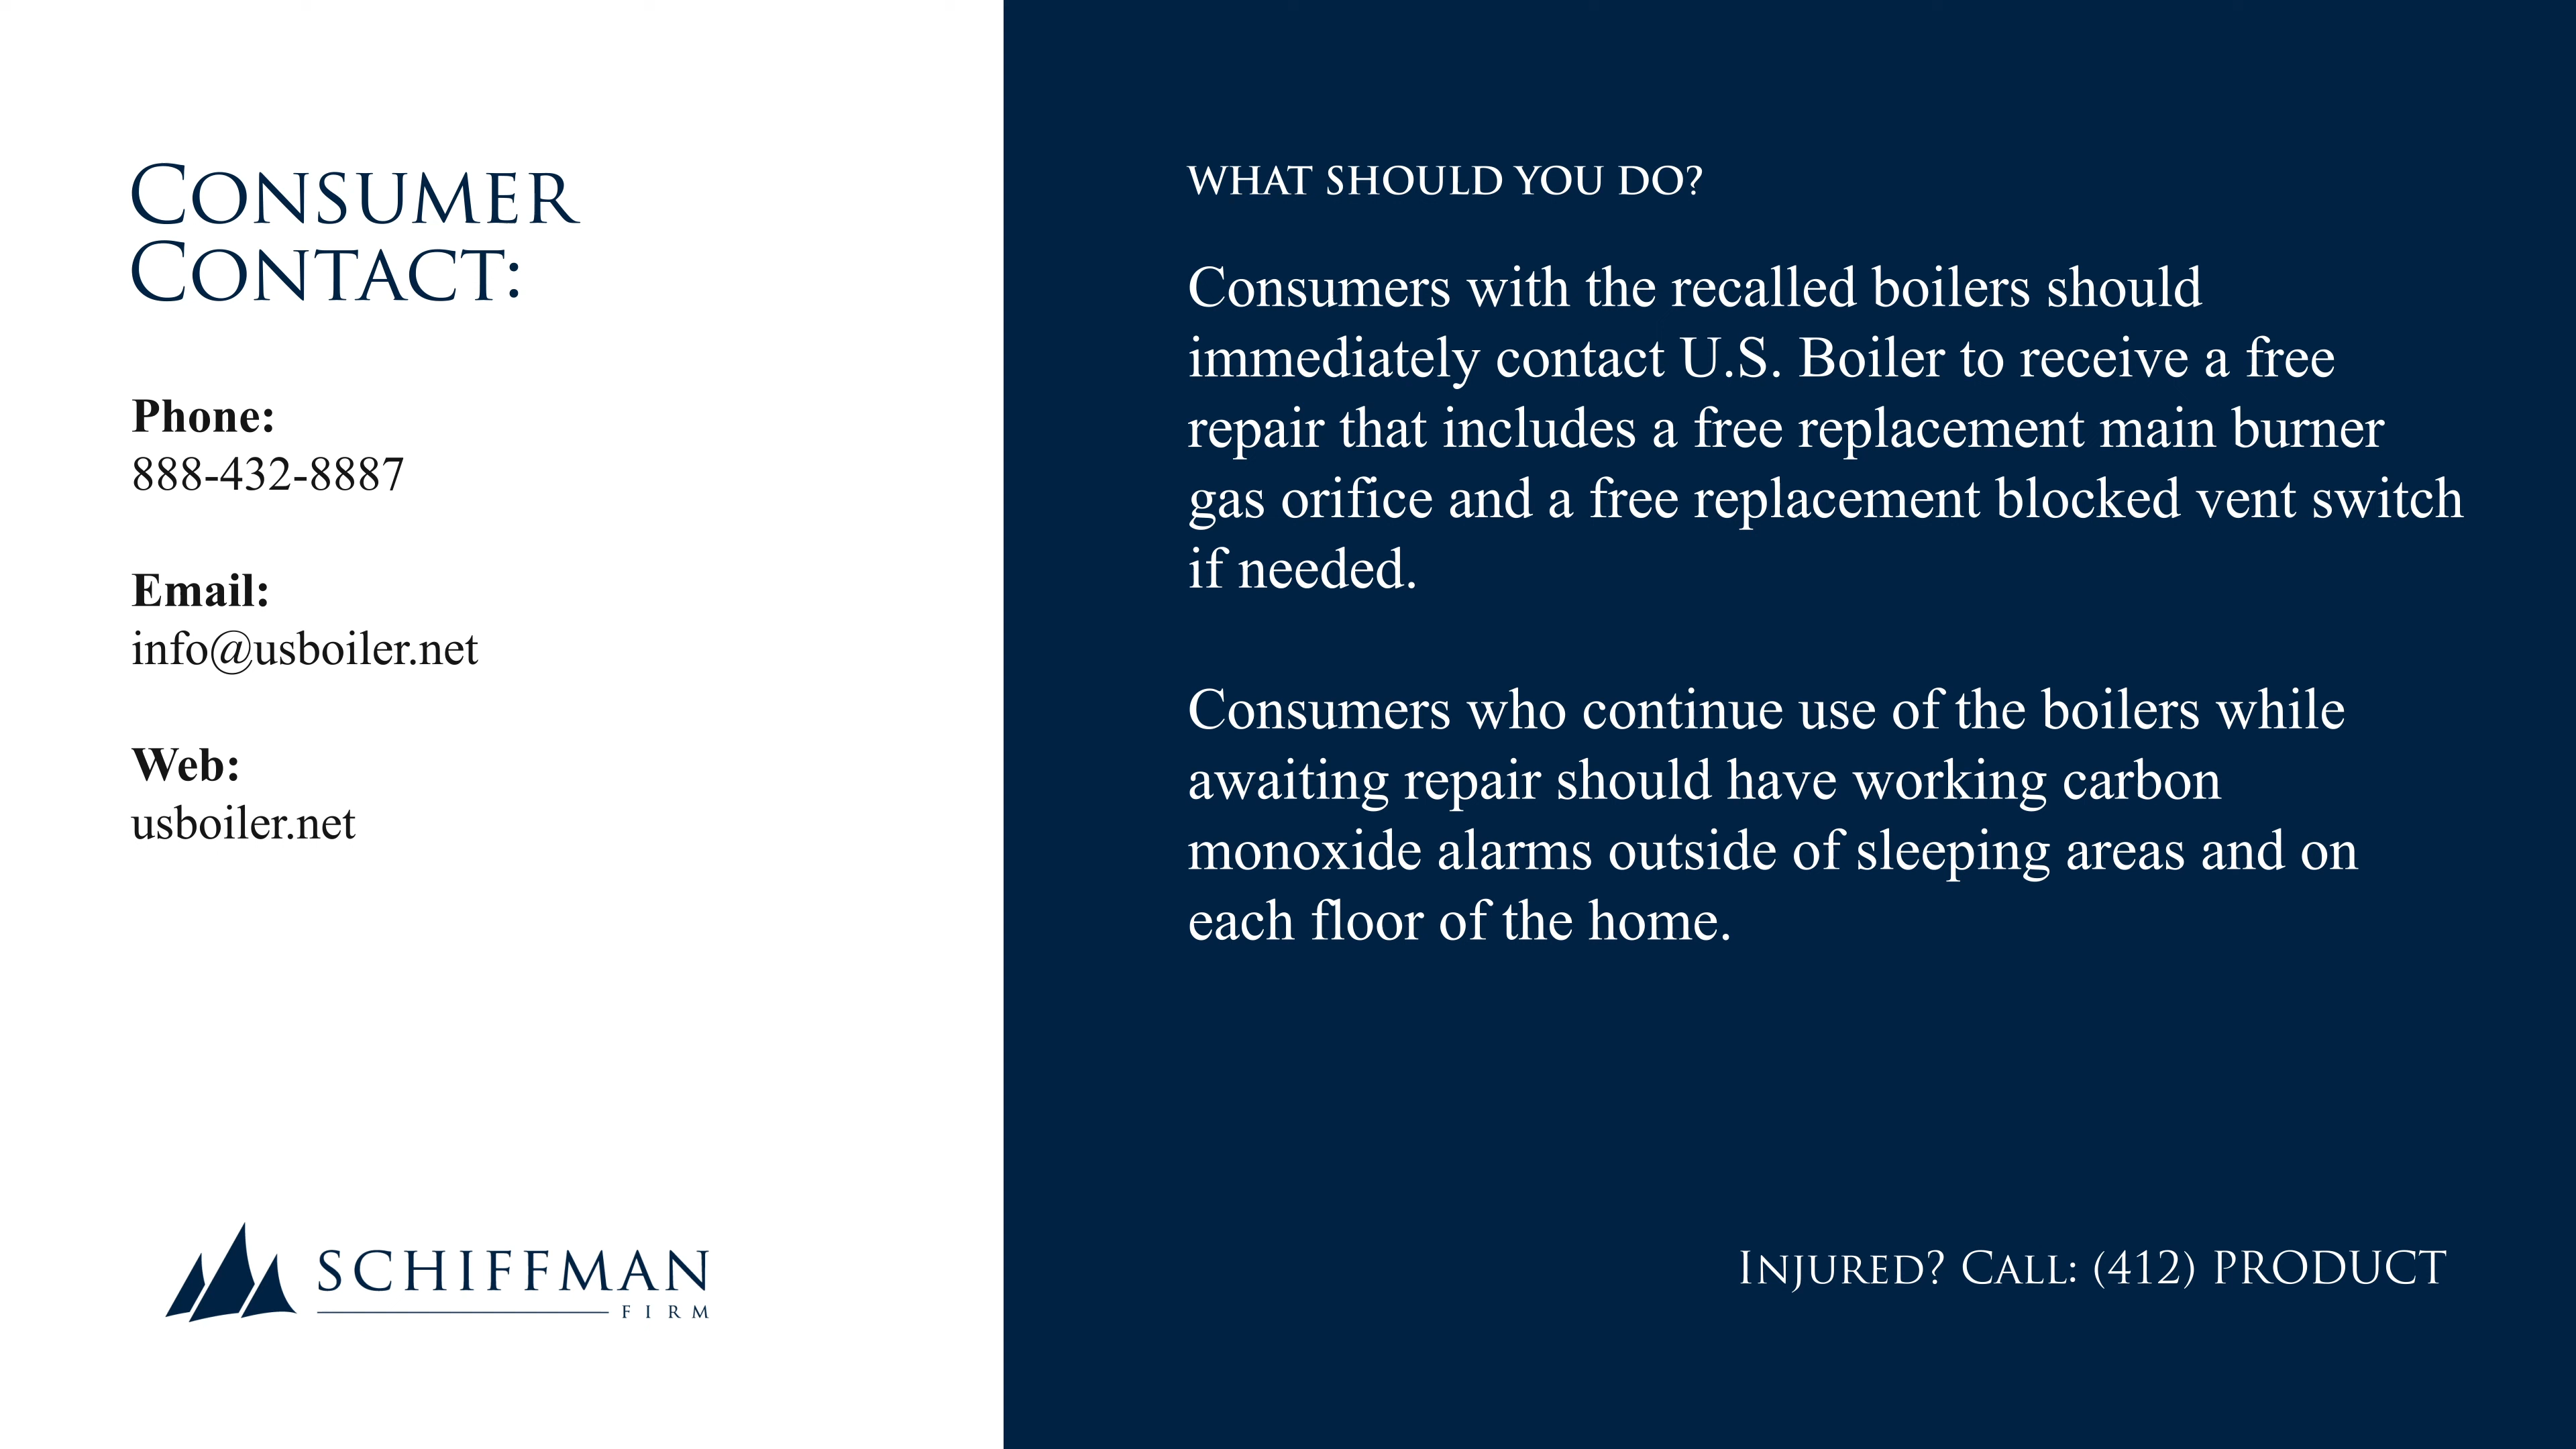 Consumer
Contact:
Phone:
888-432-8887
Email:
info@usboiler.net
Web:
usboiler.net
SCHIFFMAN
FIRM
WHAT SHOULD YOU DO?
Consumers with the recalled boilers should
immediately contact U.S. Boiler to receive a free
repair that includes a free replacement main burner
gas orifice and a free replacement blocked vent switch
if needed.
Consumers who continue use of the boilers while
awaiting repair should have working carbon
monoxide alarms outside of sleeping areas and on
each floor of the home.
Injured? Call: (412) PRODUCT